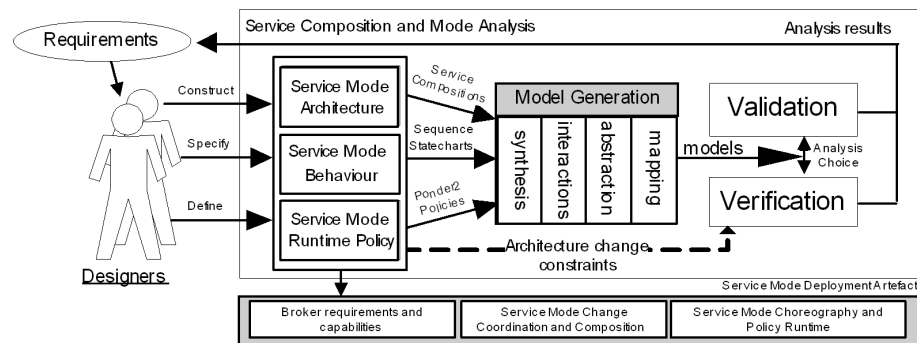 Service Composition and Mode Analysis
Analysis results
Requirements
Construct
Specify
Define
Designers
Service Mode
Architecture
Service Mode
Behaviour
Service Mode
Runtime Policy
Service
Compositions
Sequence
Statecharts
Ponder2
Policies
Model Generation
synthesis
interactions
abstraction
mapping
models
Validation
Analysis
Choice
Verification
Architecture change
constraints
Service Mode Deployment Artefact
Broker requirements and
capabilities
Service Mode Change
Coordination and Composition
Service Mode Choreography and
Policy Runtime